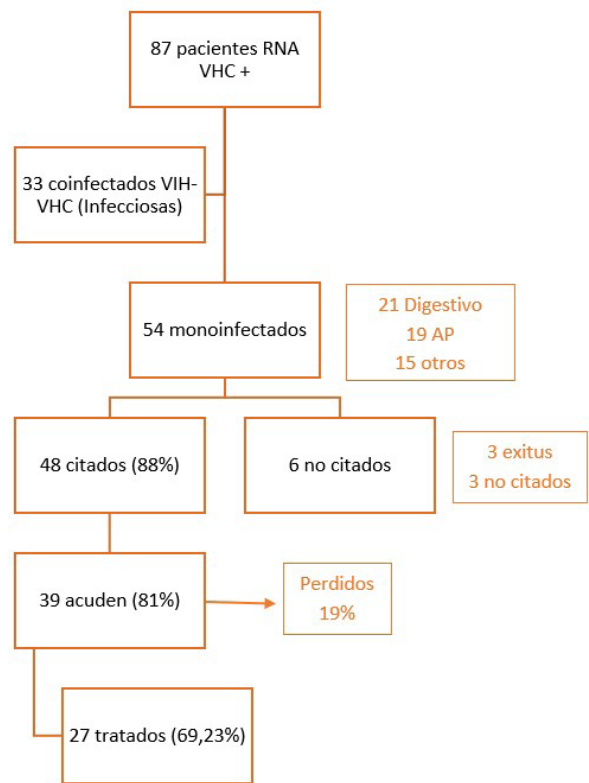 87 pacientes RNA
VHC +
33 coinfectados VIH-
VHC (Infecciosas)
54 monoinfectados
21 Digestivo
19 AP
15 otros
48 citados (88%)
6 no citados
3 exitus
3 no citados
39 acuden (81%)
Perdidos
19%
27 tratados (69,23%)